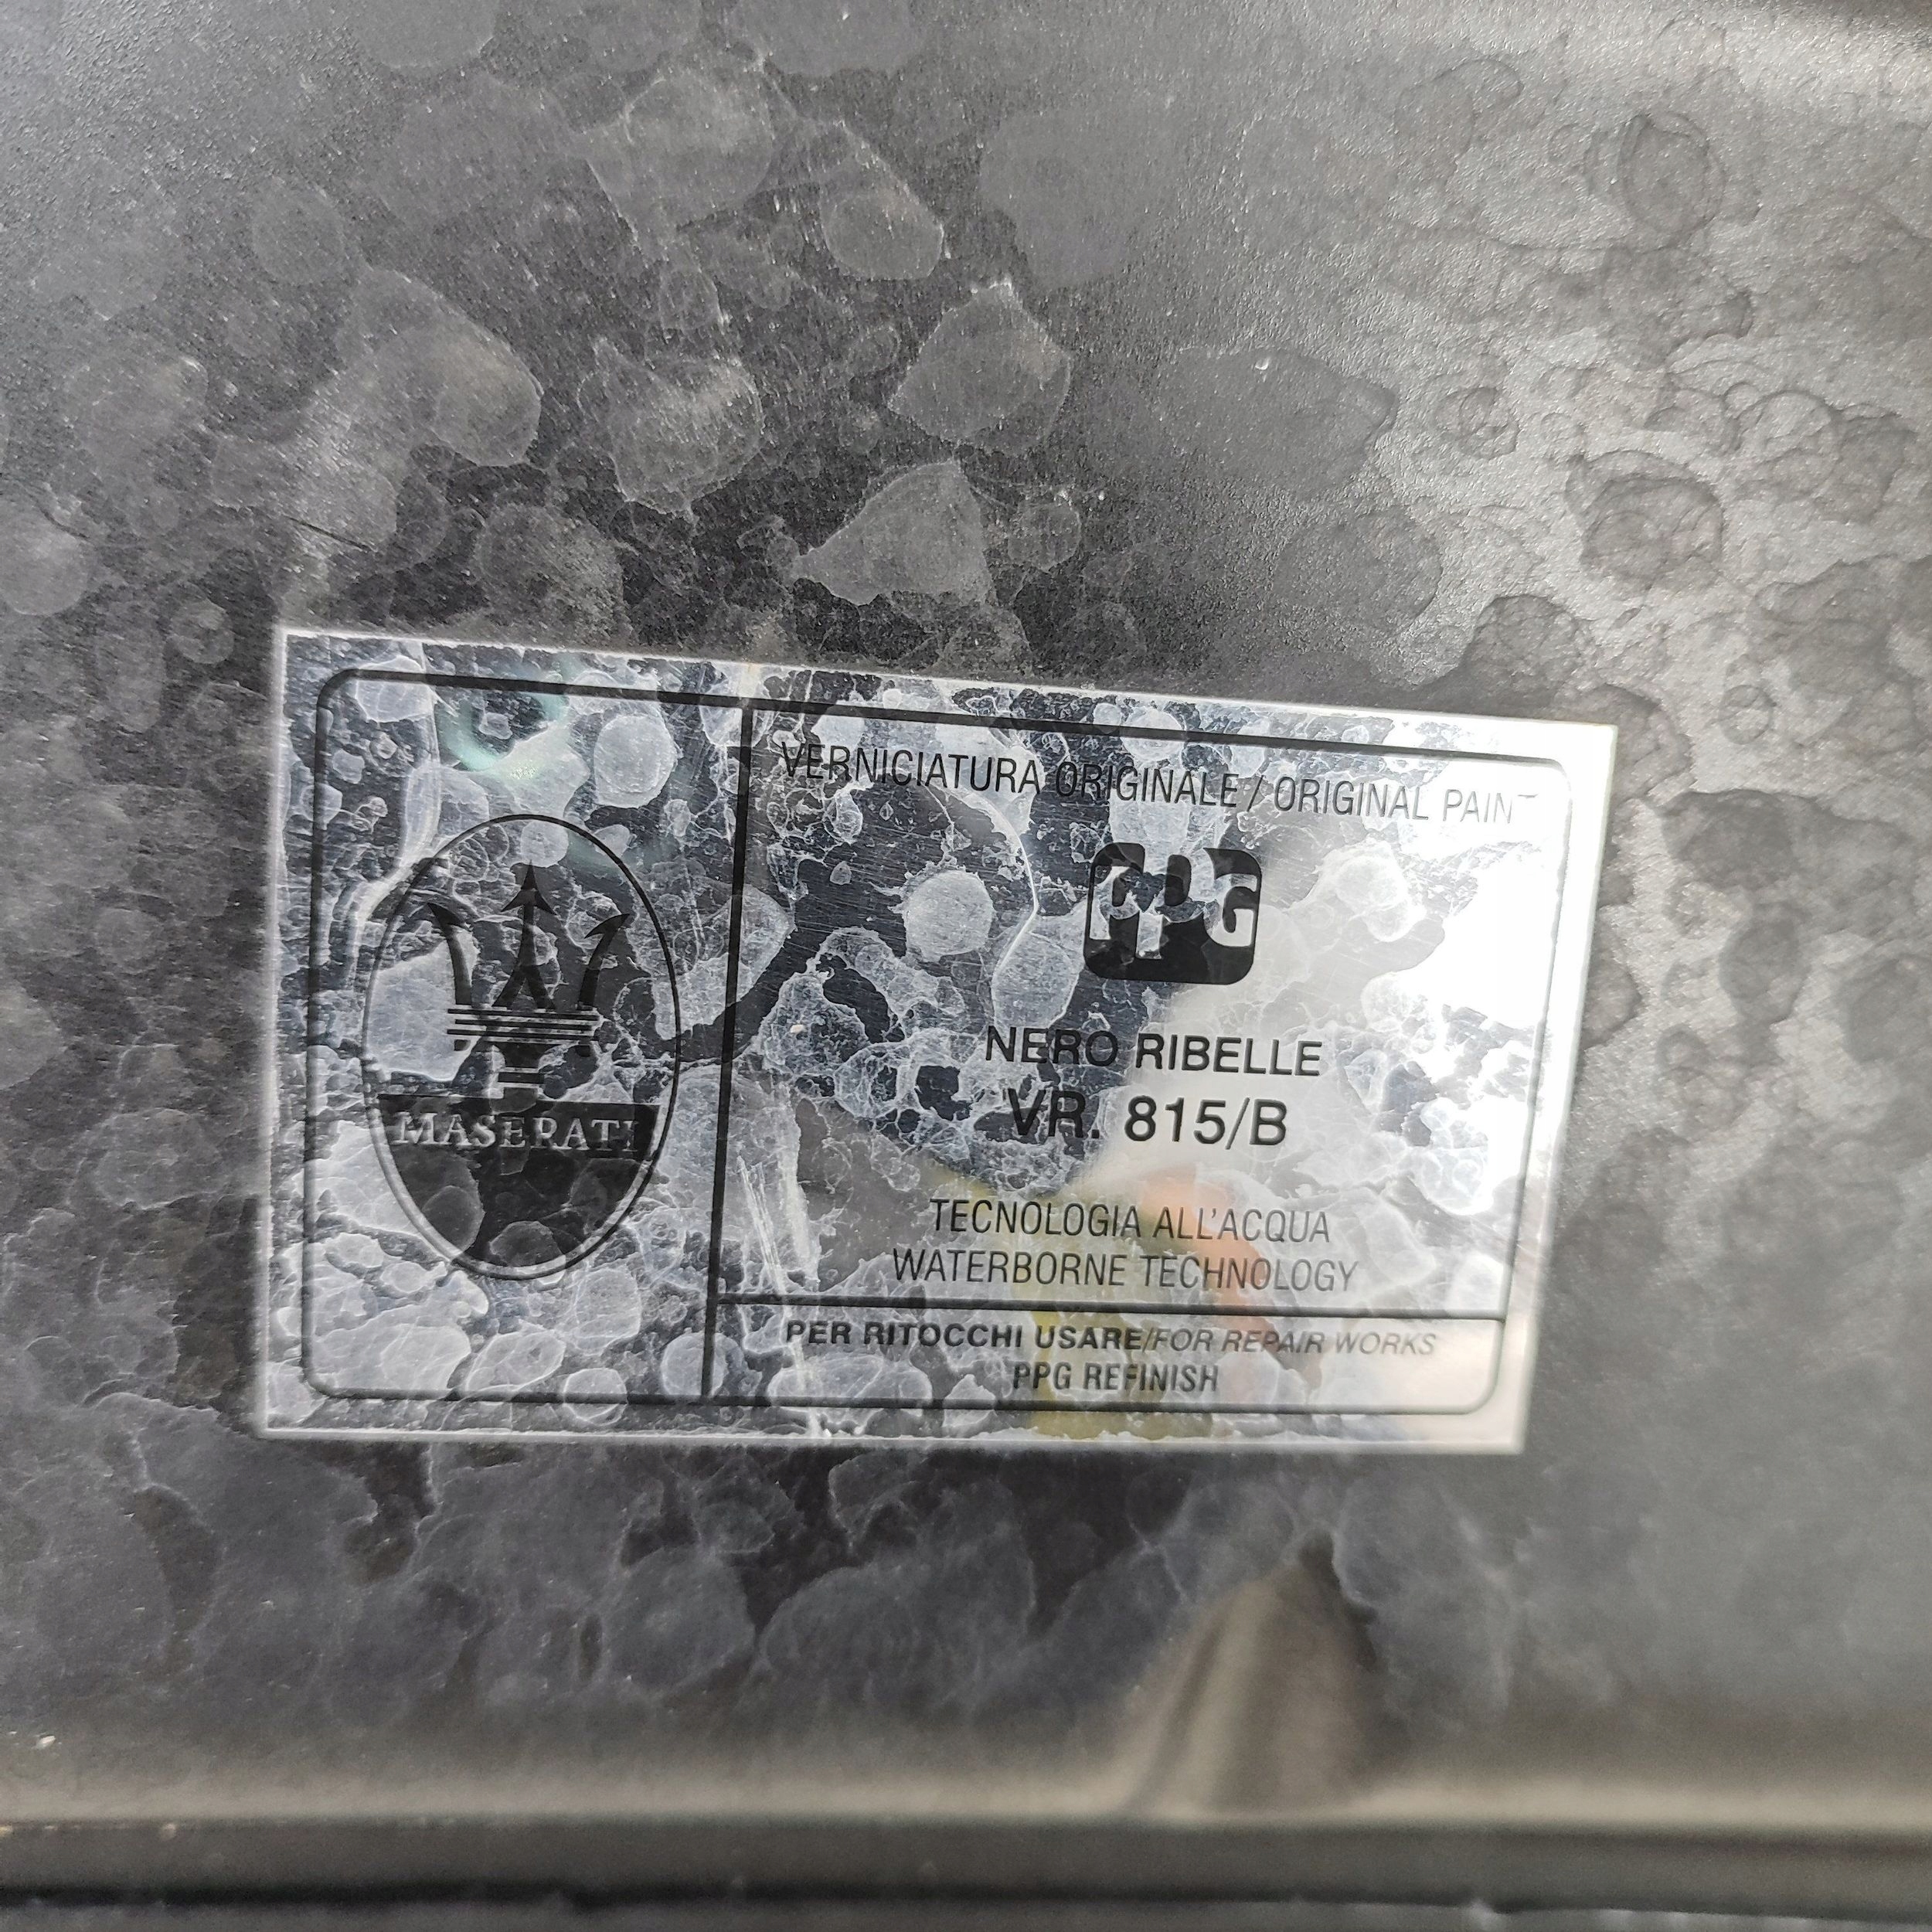 VERNICIATURA ORIGINALE / ORIGINAL PAINT
PPG
MASERATI
NERO RIBELLE
VR. 815/B
TECNOLOGIA ALL'ACQUA
WATERBORNE TECHNOLOGY
PER RITOCCHI USARE/FOR REPAIR WORKS
PPG REFINISH